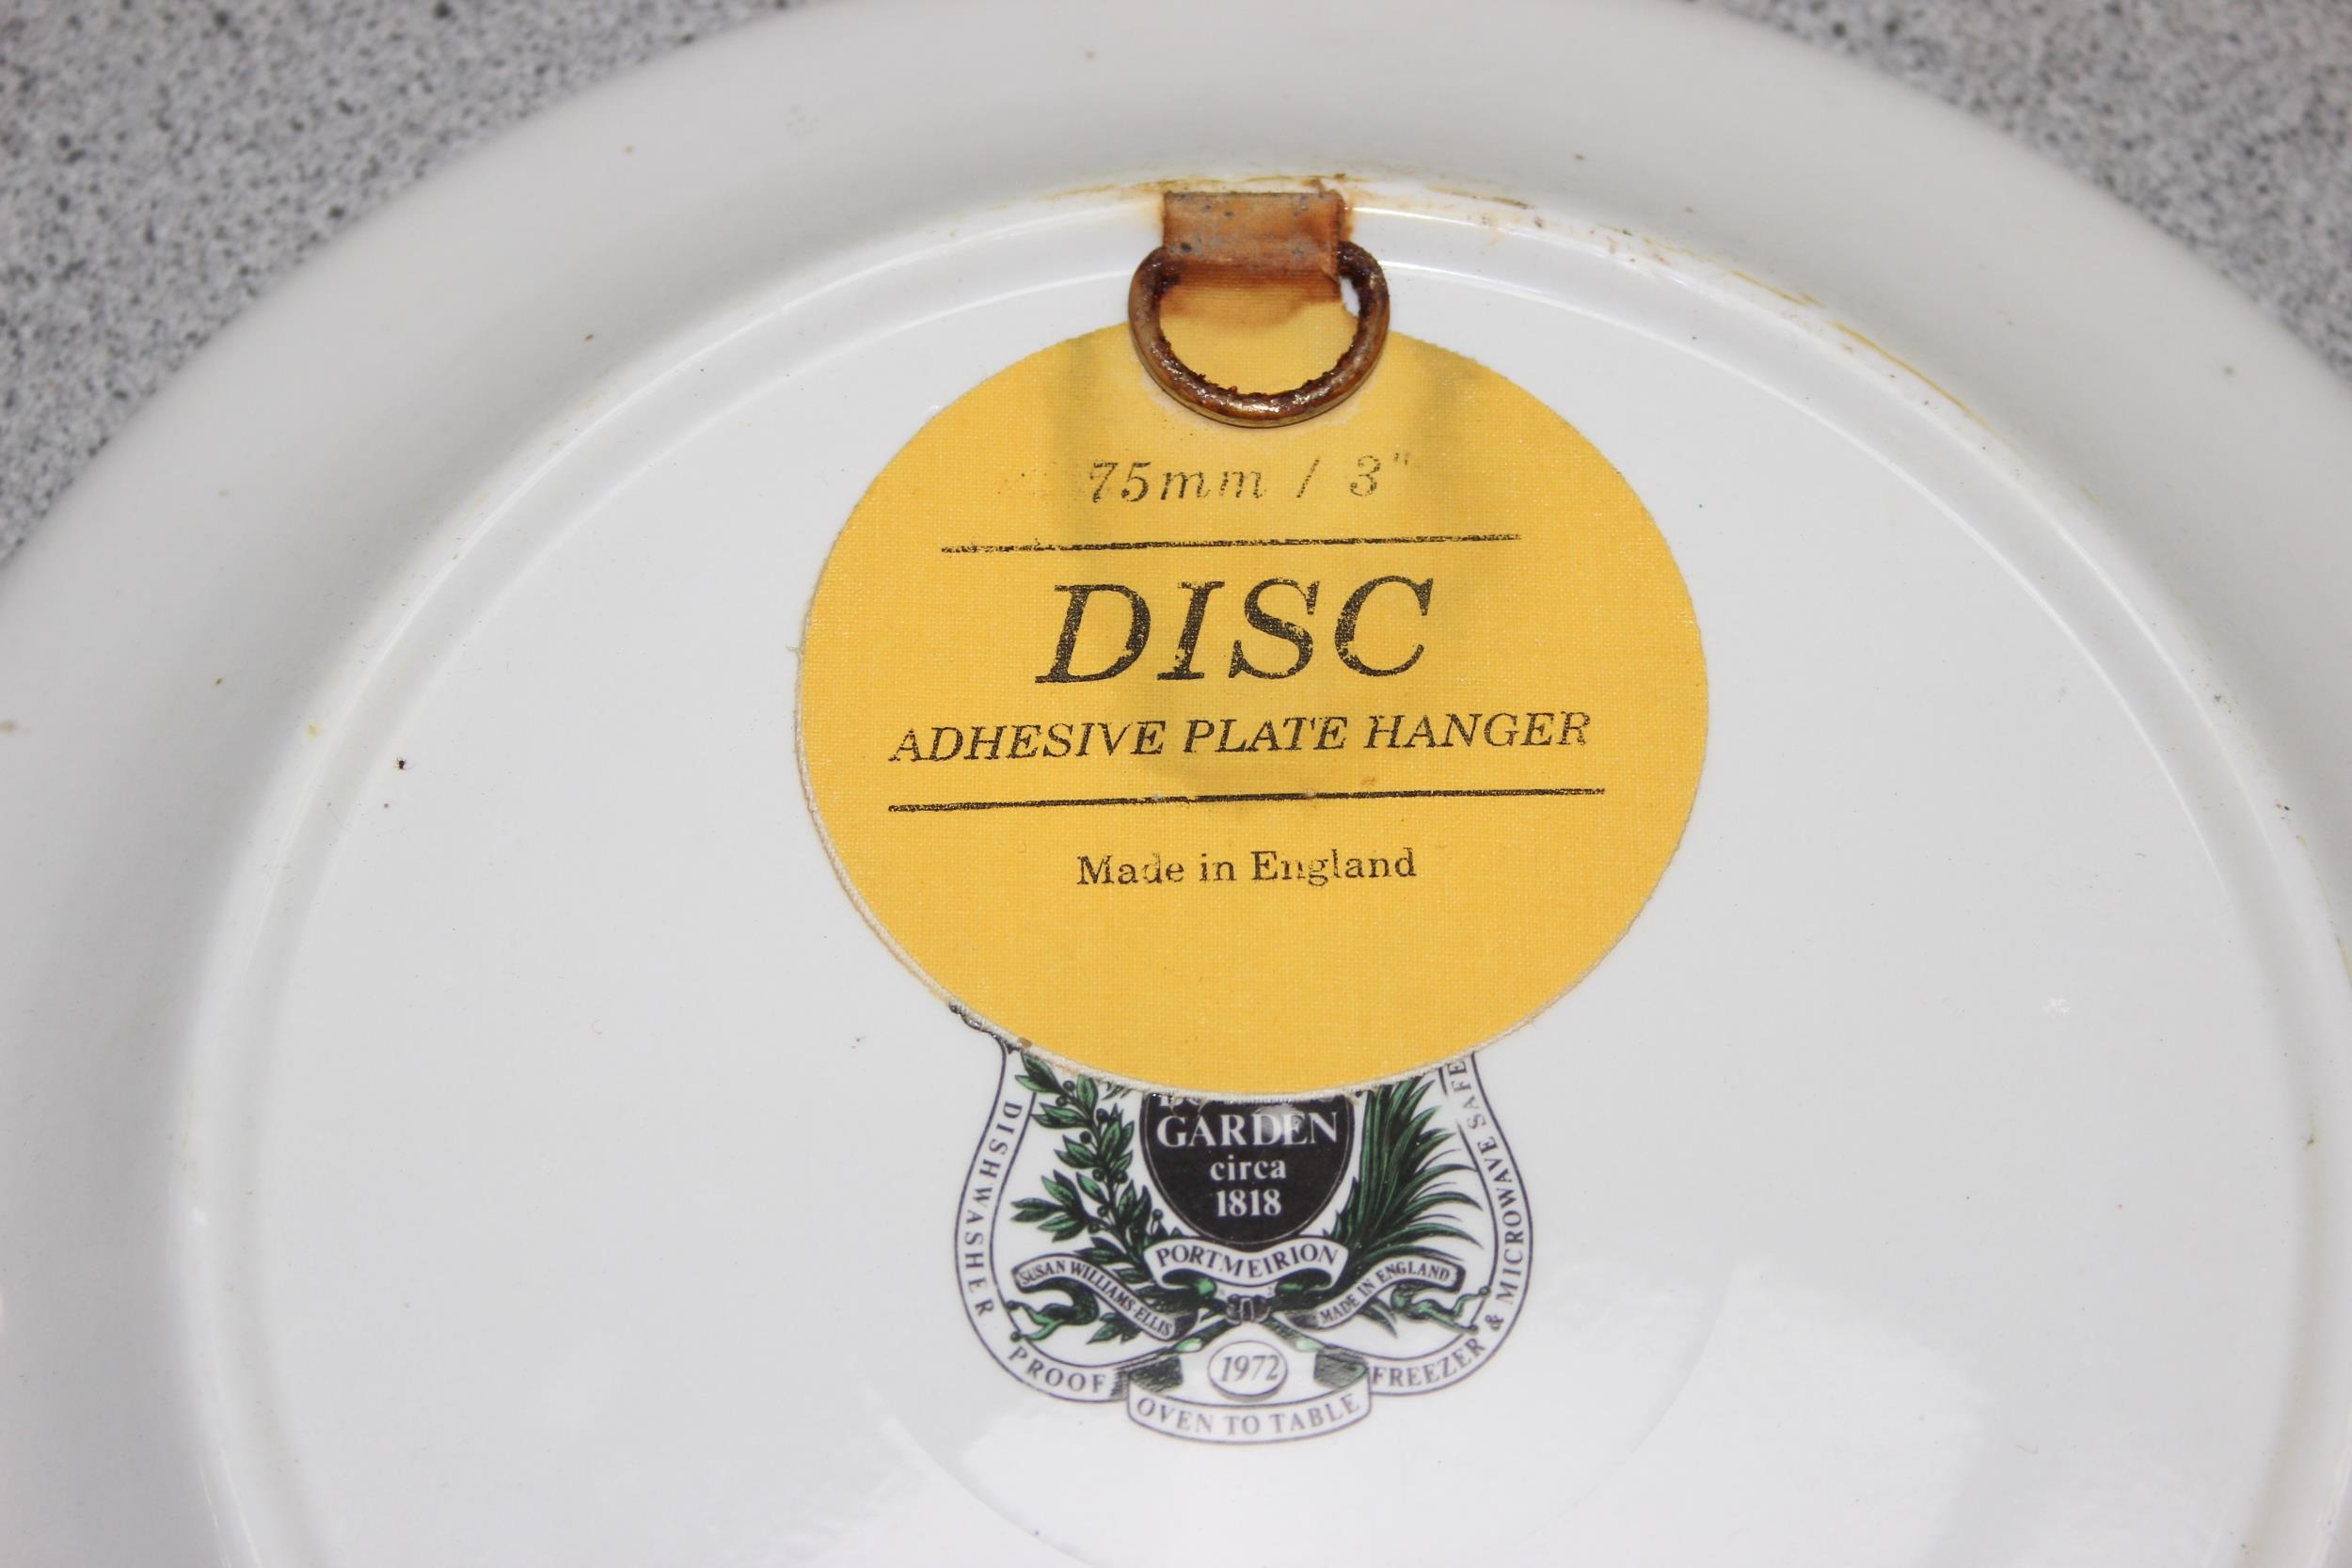 75mm / 3"
DISC
ADHESIVE PLATE HANGER
Made in England
GARDEN
circa
1818
PORTMEIRION
SUSAN WILLIAMS-ELLIS
MADE IN ENGLAND
1972
DISHWASHER PROOF
OVEN TO TABLE
FREEZER & MICROWAVE SAFE